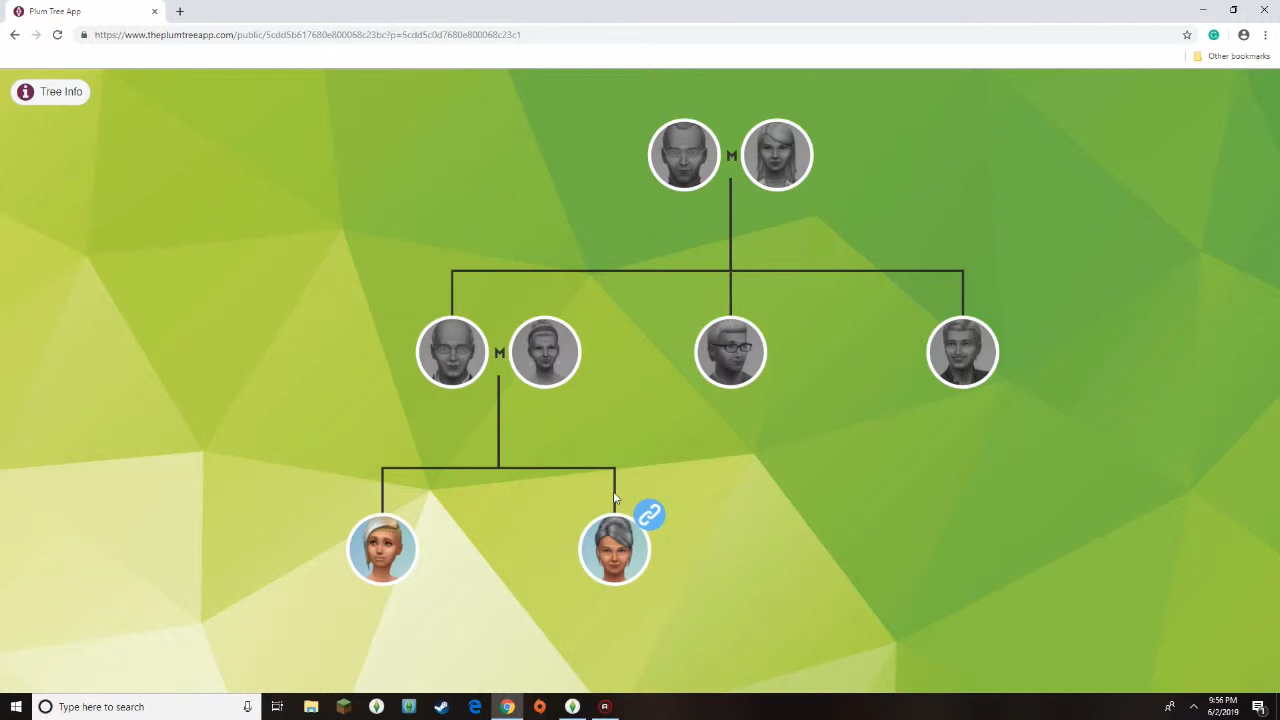 Plum Tree App
https://www.theplumtreeapp.com/public/5cdd5b617680e800068c23bc?p=5cdd5c0d7680e800068c23c1
Other bookmarks
Tree Info
M
M
Type here to search
9:56 PM
6/2/2019